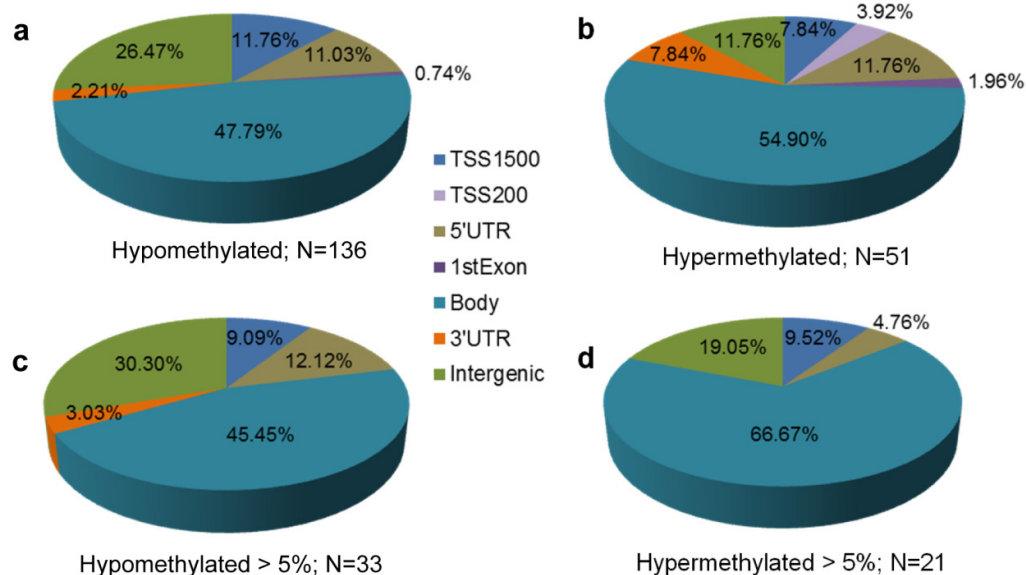 a
26.47%
11.76%
11.03%
0.74%
2.21%
47.79%
Hypomethylated; N=136
b
11.76%
7.84%
3.92%
7.84%
11.76%
1.96%
54.90%
Hypermethylated; N=51
TSS1500
TSS200
5'UTR
1stExon
Body
3'UTR
Intergenic
c
30.30%
9.09%
12.12%
3.03%
45.45%
Hypomethylated > 5%; N=33
d
19.05%
9.52%
4.76%
66.67%
Hypermethylated > 5%; N=21